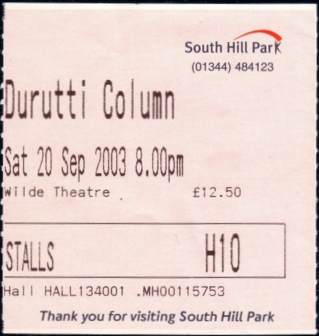 South Hill Park
(01344) 484123
Durutti Column
Sat 20 Sep 2003 8.00pm
Wilde Theatre £12.50
STALLS H10
Hall HALL134001 .MH00115753
Thank you for visiting South Hill Park